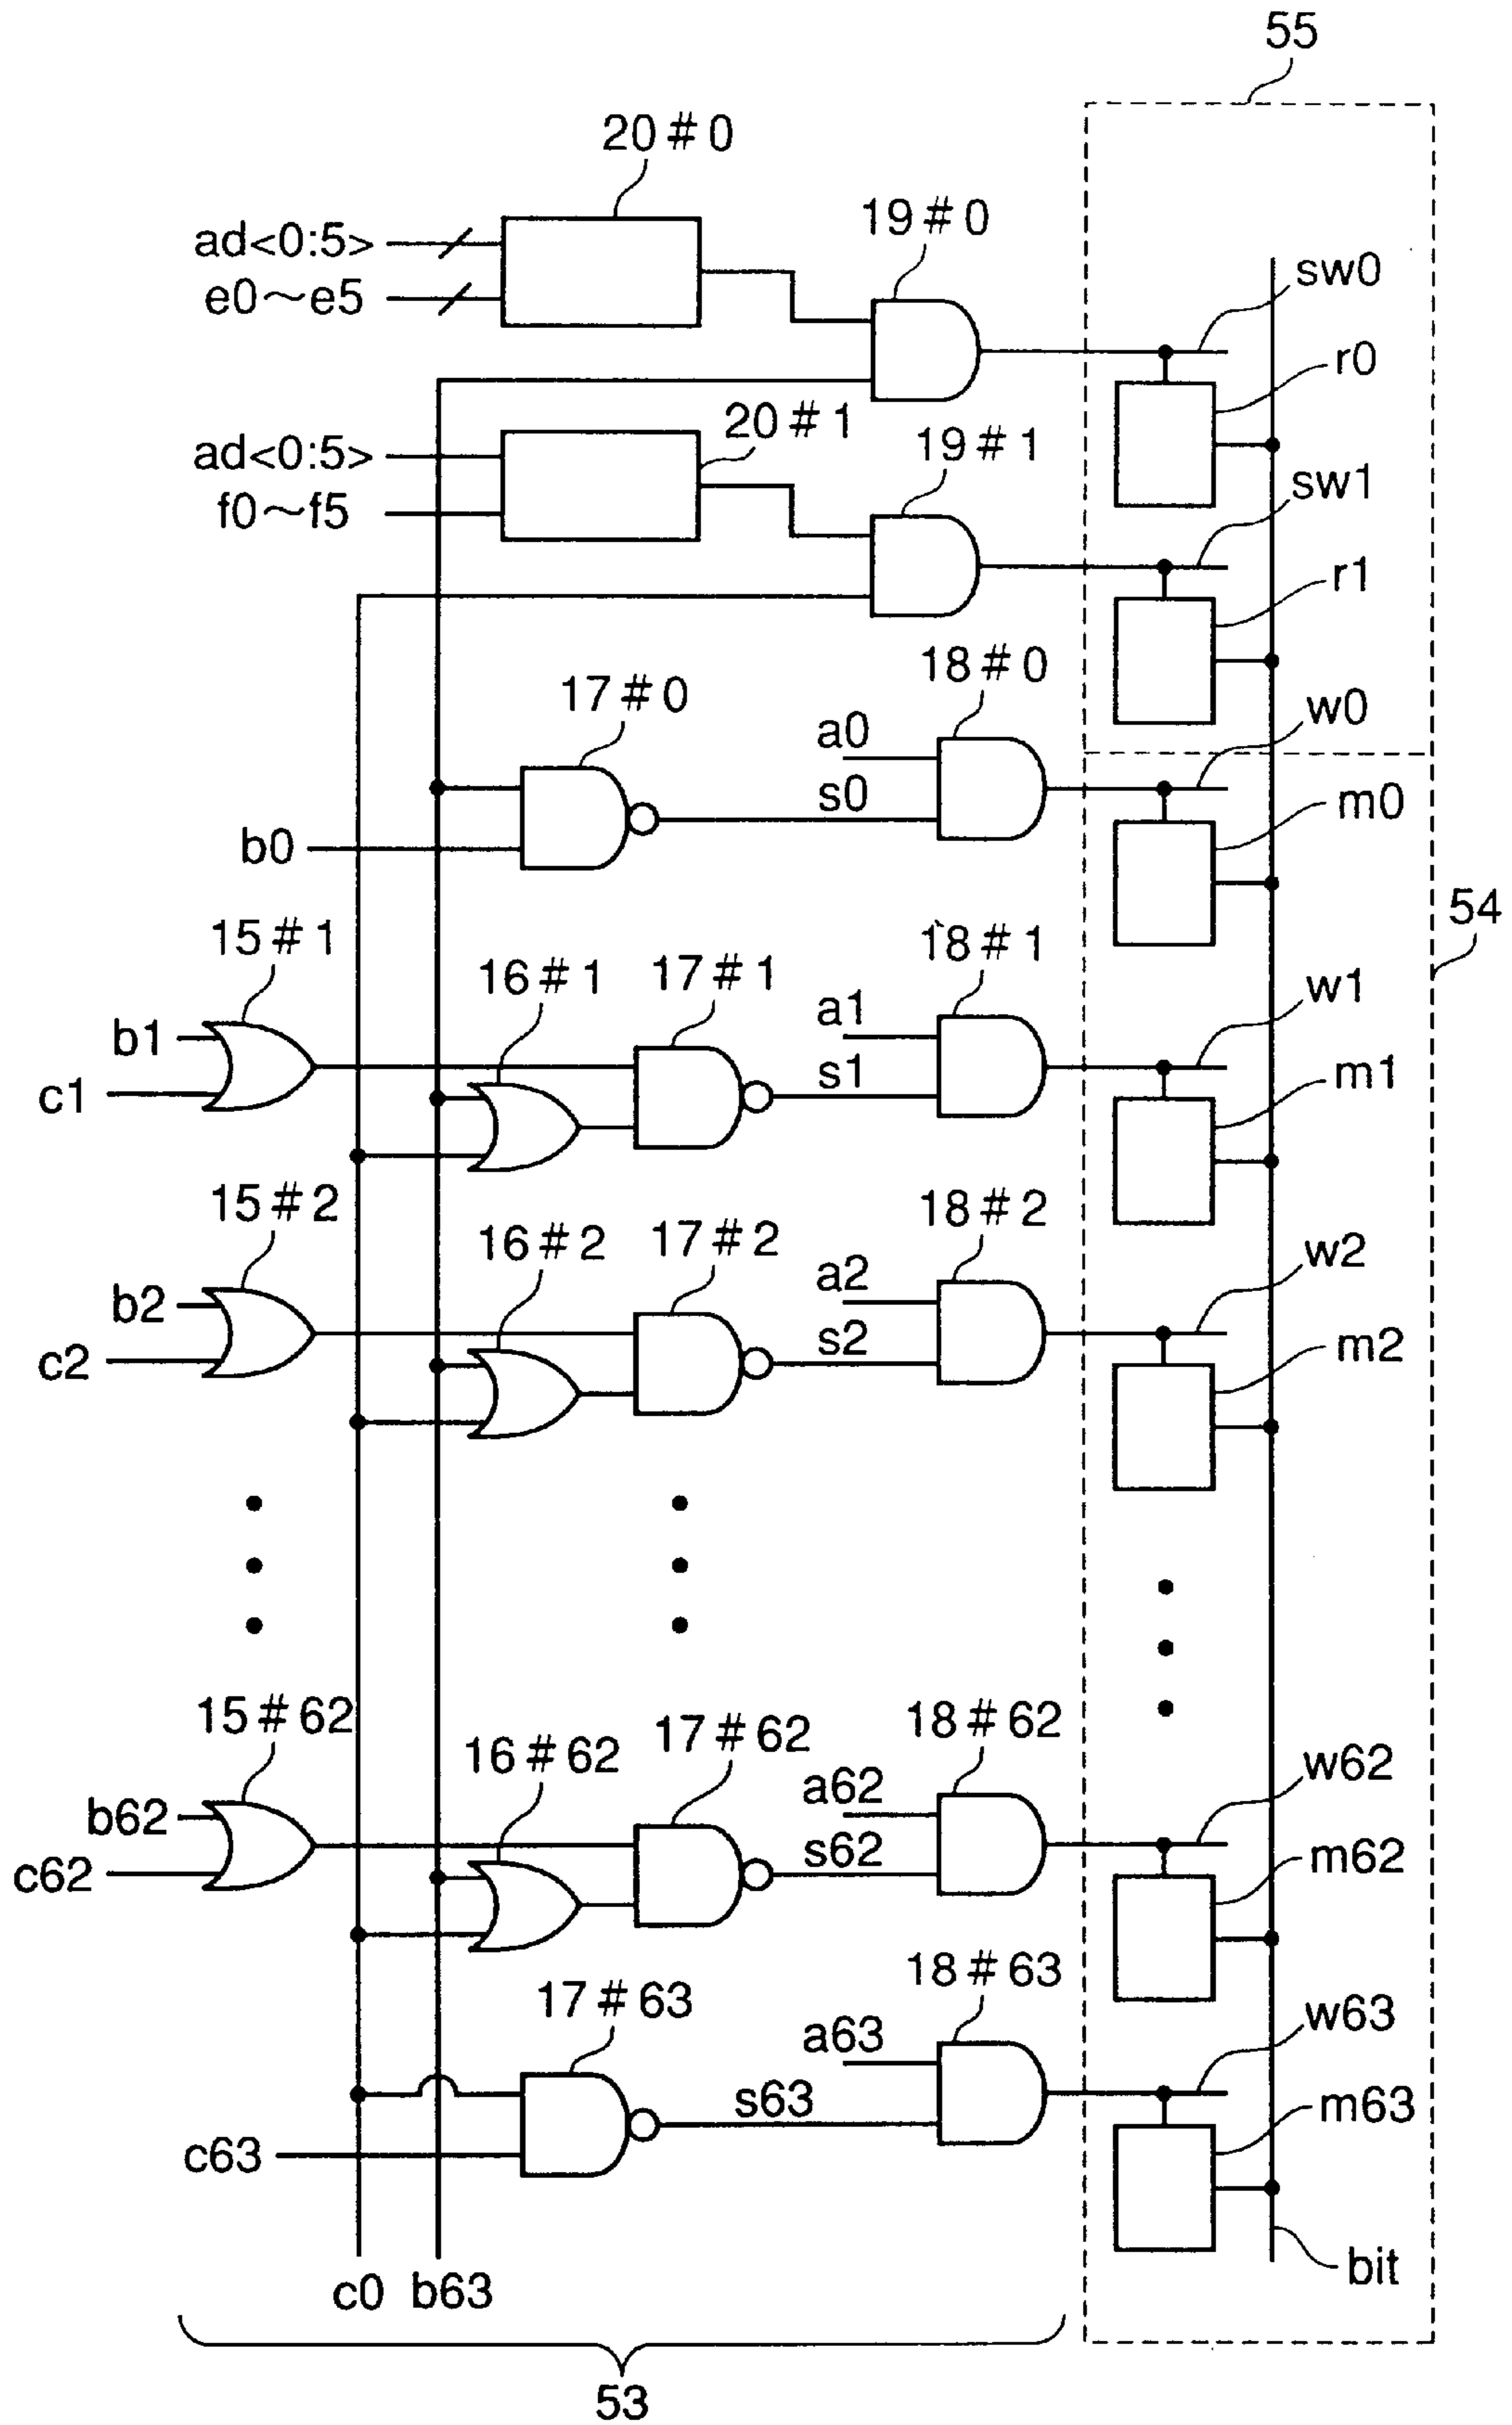 55
20#0
ad<0:5>
e0~e5
19#0
sw0
r0
20#1
ad<0:5>
f0~f5
19#1
sw1
r1
17#0
18#0
a0
s0
w0
b0
m0
54
15#1
16#1
17#1
18#1
b1
c1
a1
s1
w1
m1
15#2
16#2
17#2
18#2
b2
c2
a2
s2
w2
m2
15#62
16#62
17#62
18#62
b62
c62
a62
s62
w62
m62
17#63
18#63
a63
s63
w63
c63
m63
c0 b63
bit
53